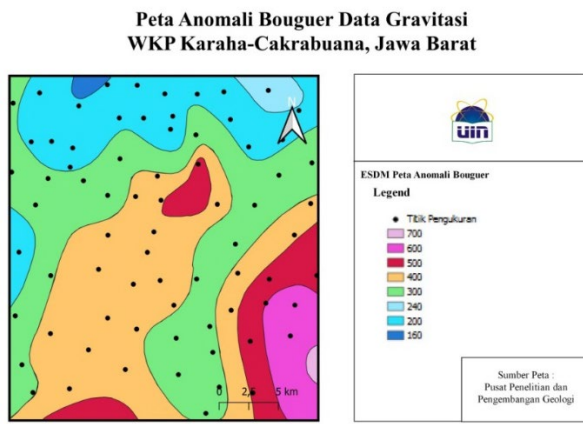 Peta Anomali Bouguer Data Gravitasi
WKP Karaha-Cakrabuana, Jawa Barat
N
0 2,5 5 km
uin
ESDM Peta Anomali Bouguer
Legend
Titik Pengukuran
700
600
500
400
300
240
200
160
Sumber Peta :
Pusat Penelitian dan
Pengembangan Geologi